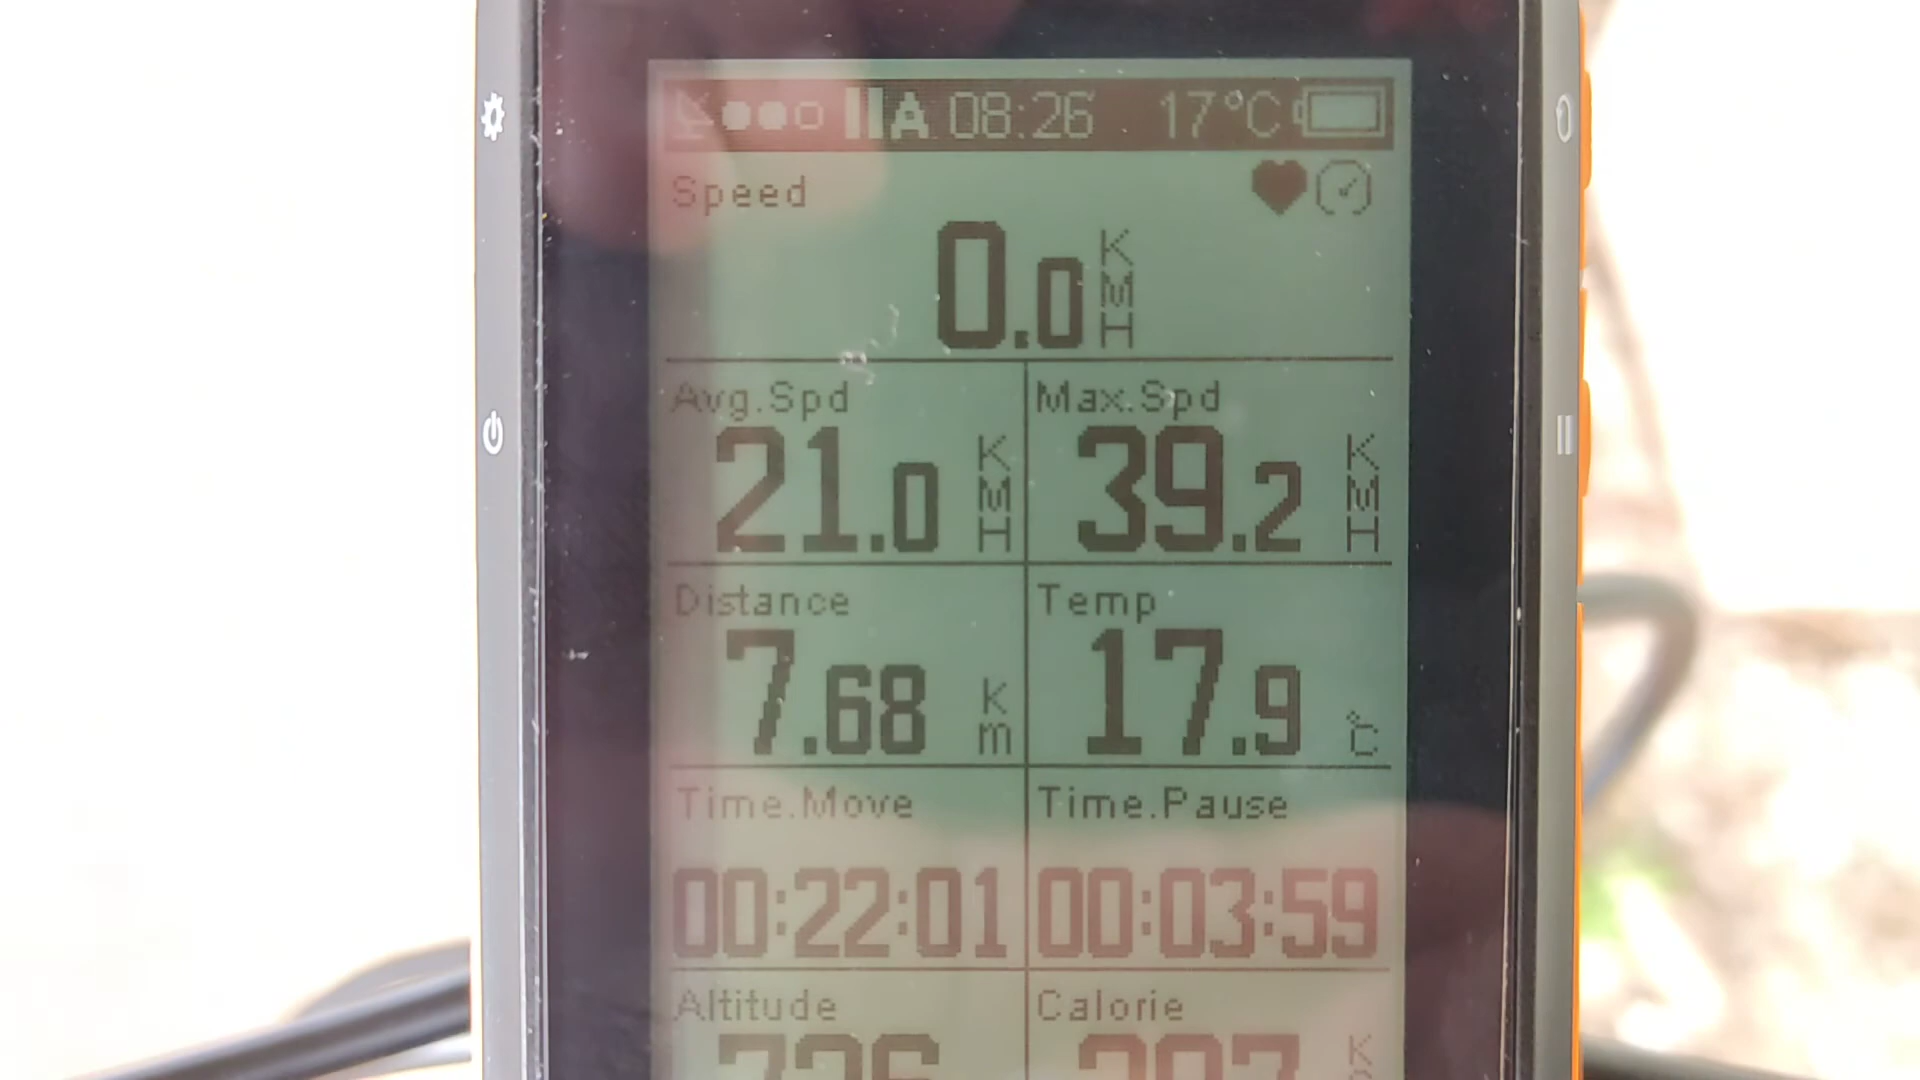 08:26 17°C
Speed
0.0 KMH
Avg.Spd Max.Spd
21.0 KMH 39.2 KMH
Distance Temp
7.68 Km 17.9 °C
Time.Move Time.Pause
00:22:01 00:03:59
Altitude Calorie